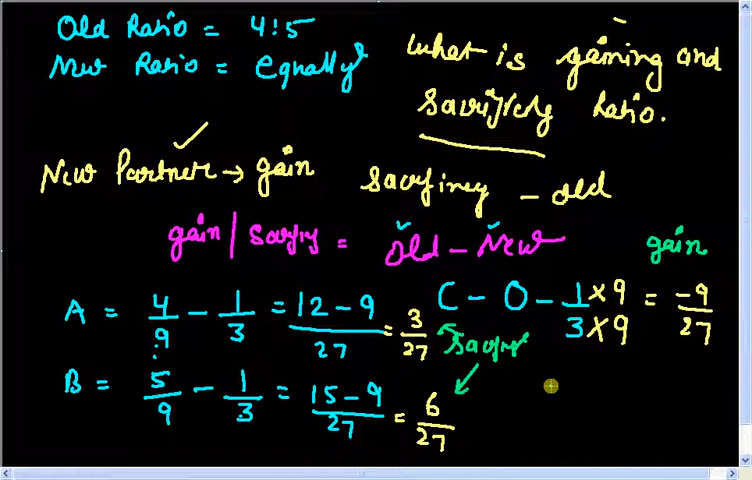 Old Ratio = 4:5
New Ratio = equally
What is gaining and
Sacrificing Ratio.
New Partner → gain
Sacrificing - old
gain / Sacrifying = Old - New
gain
A = 4/9 - 1/3 = 12 - 9/27 = 3/27
C - 0 - 1/3 ×9 ×9 = -9/27
Sacrifice
B = 5/9 - 1/3 = 15 - 9/27 = 6/27